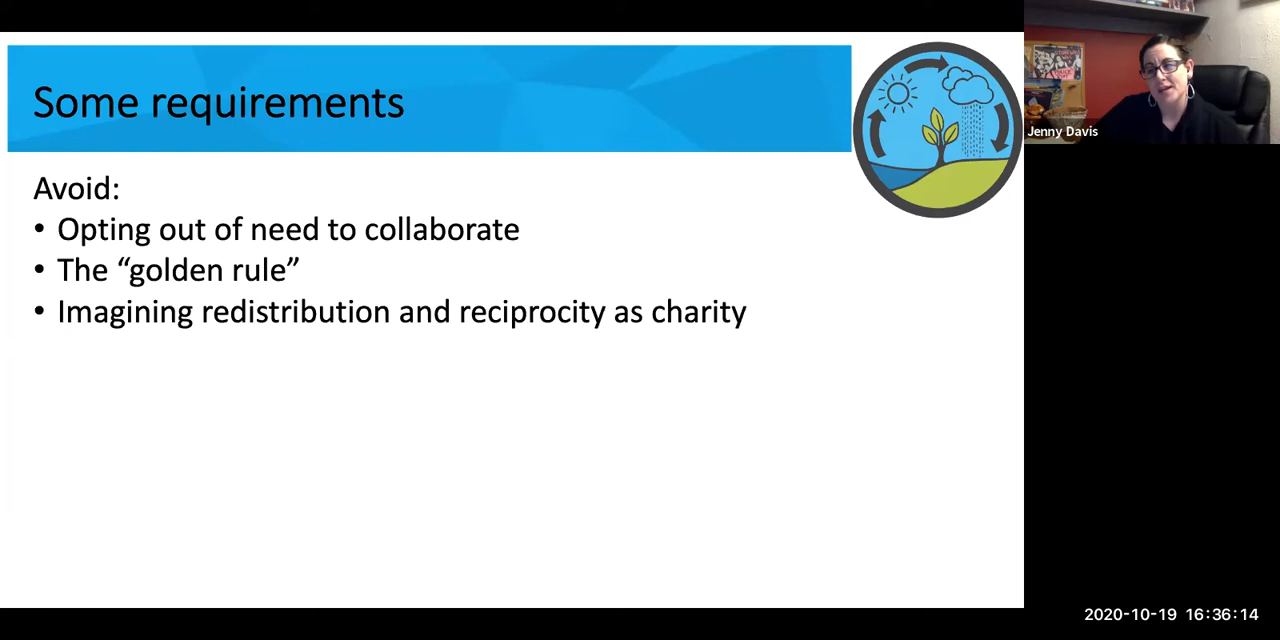 Some requirements
Avoid:
• Opting out of need to collaborate
• The “golden rule”
• Imagining redistribution and reciprocity as charity
Jenny Davis
2020-10-19 16:36:14